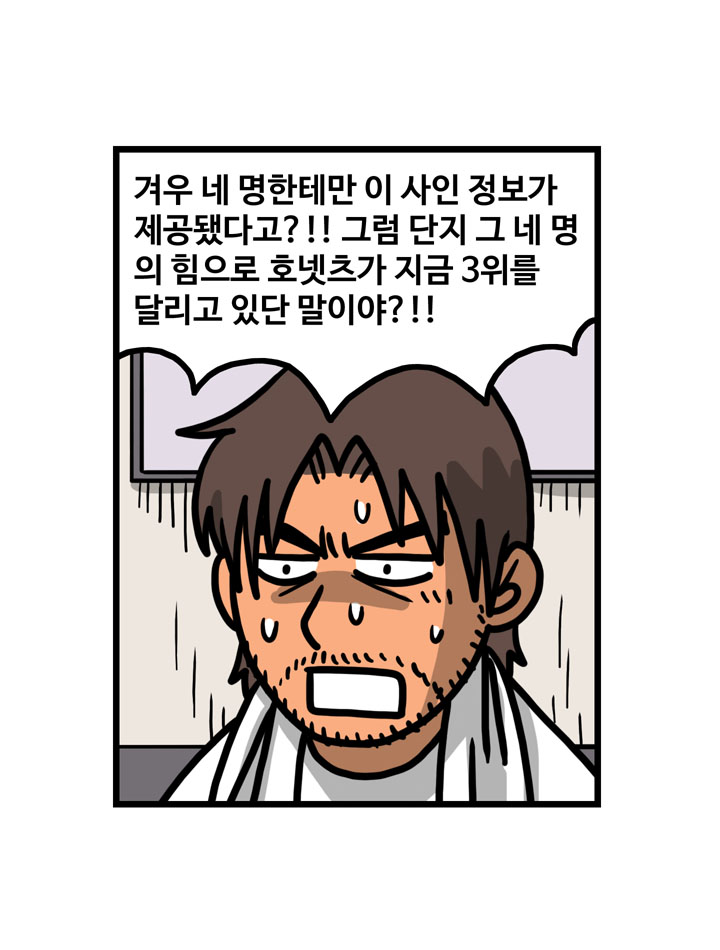 겨우 네 명한테만 이 사인 정보가
제공됐다고?!! 그럼 단지 그 네 명
의 힘으로 호넷츠가 지금 3위를
달리고 있단 말이야?!!